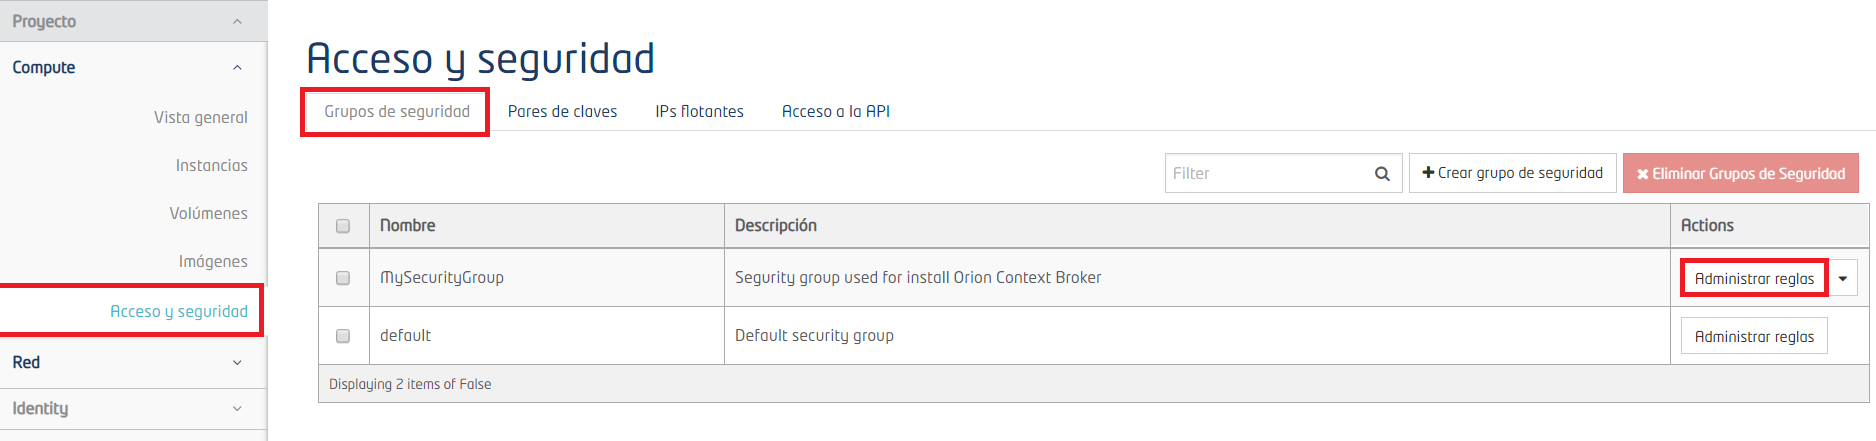 Proyecto
Compute
Vista general
Instancias
Volúmenes
Imágenes
Acceso y seguridad
Red
Identity
Acceso y seguridad
Grupos de seguridad Pares de claves IPs flotantes Acceso a la API
Filter Crear grupo de seguridad Eliminar Grupos de Seguridad
Nombre Descripción Actions
MySecurityGroup Segurity group used for install Orion Context Broker Administrar reglas
default Default security group Administrar reglas
Displaying 2 items of False